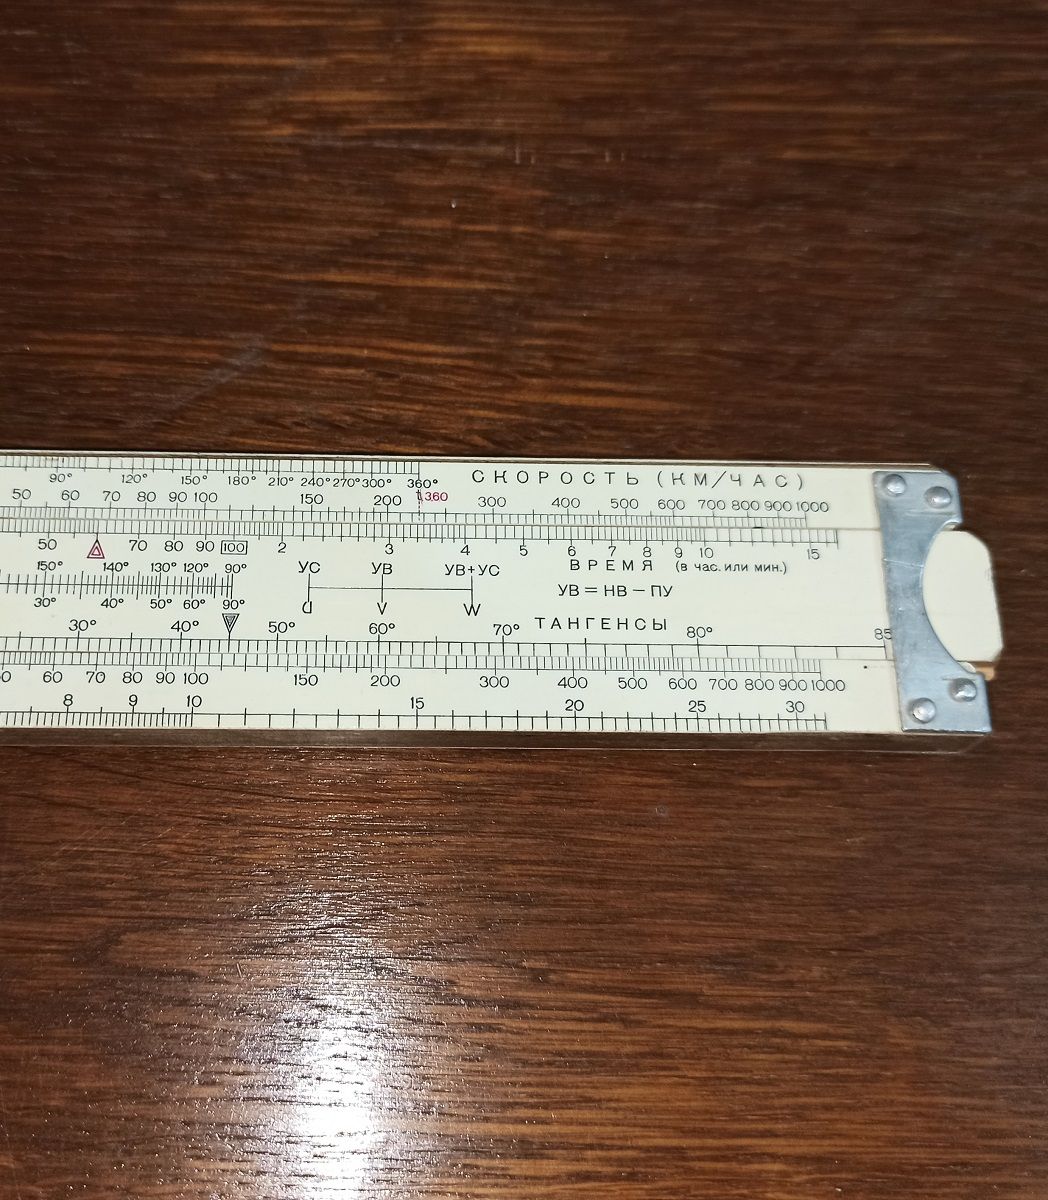 СКОРОСТЬ (КМ/ЧАС)
90° 120° 150° 180° 210° 240° 270° 300° 360°
50 60 70 80 90 100 150 200 360 300 400 500 600 700 800 900 1000
50 70 80 90 100 2 3 4 5 6 7 8 9 10 15
ВРЕМЯ (в час. или мин.)
150° 140° 130° 120° 90° УС УВ УВ+УС
УВ = НВ — ПУ
30° 40° 50° 60° 90° U V W
ТАНГЕНСЫ
30° 40° 50° 60° 70° 80° 85
60 70 80 90 100 150 200 300 400 500 600 700 800 900 1000
8 9 10 15 20 25 30